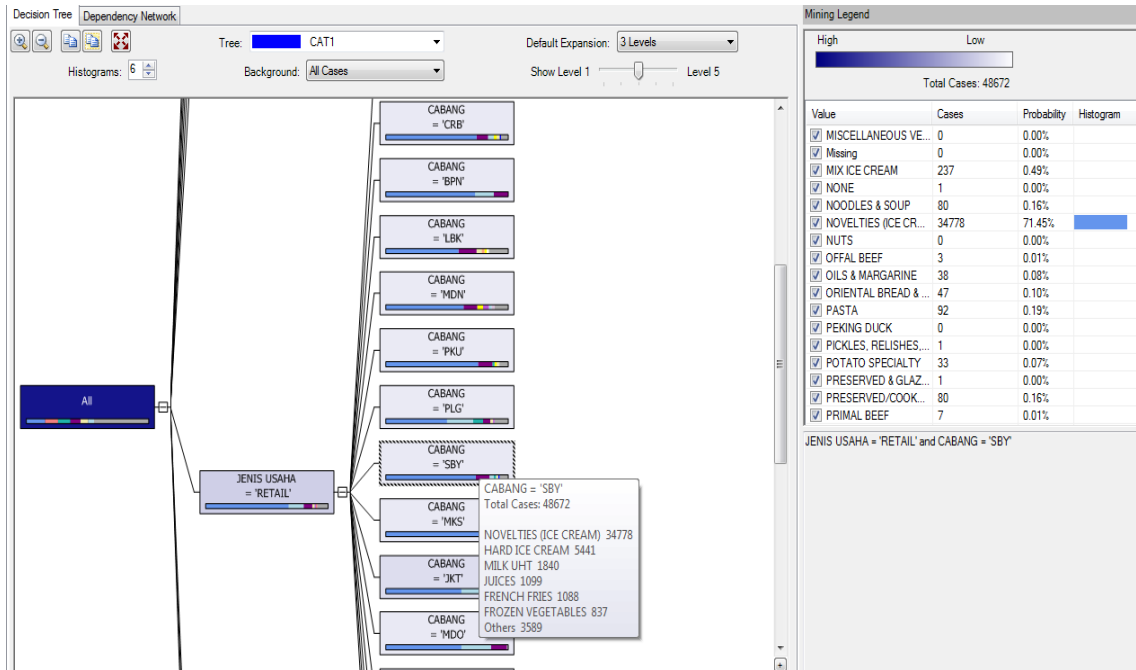 Decision Tree Dependency Network
Tree: CAT1 Default Expansion: 3 Levels
Histograms: 6 Background: All Cases Show Level 1 Level 5
CABANG
= 'CRB'
CABANG
= 'BPN'
CABANG
= 'LBK'
CABANG
= 'MDN'
CABANG
= 'PKU'
CABANG
= 'PLG'
All
CABANG
= 'SBY'
JENIS USAHA
= 'RETAIL'
CABANG
= 'MKS'
CABANG
= 'JKT'
CABANG
= 'MDO'
CABANG = 'SBY'
Total Cases: 48672
NOVELTIES (ICE CREAM) 34778
HARD ICE CREAM 5441
MILK UHT 1840
JUICES 1099
FRENCH FRIES 1088
FROZEN VEGETABLES 837
Others 3589
Mining Legend
High Low
Total Cases: 48672
Value Cases Probability Histogram
MISCELLANEOUS VE... 0 0.00%
Missing 0 0.00%
MIX ICE CREAM 237 0.49%
NONE 1 0.00%
NOODLES & SOUP 80 0.16%
NOVELTIES (ICE CR... 34778 71.45%
NUTS 0 0.00%
OFFAL BEEF 3 0.01%
OILS & MARGARINE 38 0.08%
ORIENTAL BREAD & ... 47 0.10%
PASTA 92 0.19%
PEKING DUCK 0 0.00%
PICKLES, RELISHES,... 1 0.00%
POTATO SPECIALTY 33 0.07%
PRESERVED & GLAZ... 1 0.00%
PRESERVED/COOK... 80 0.16%
PRIMAL BEEF 7 0.01%
JENIS USAHA = 'RETAIL' and CABANG = 'SBY'